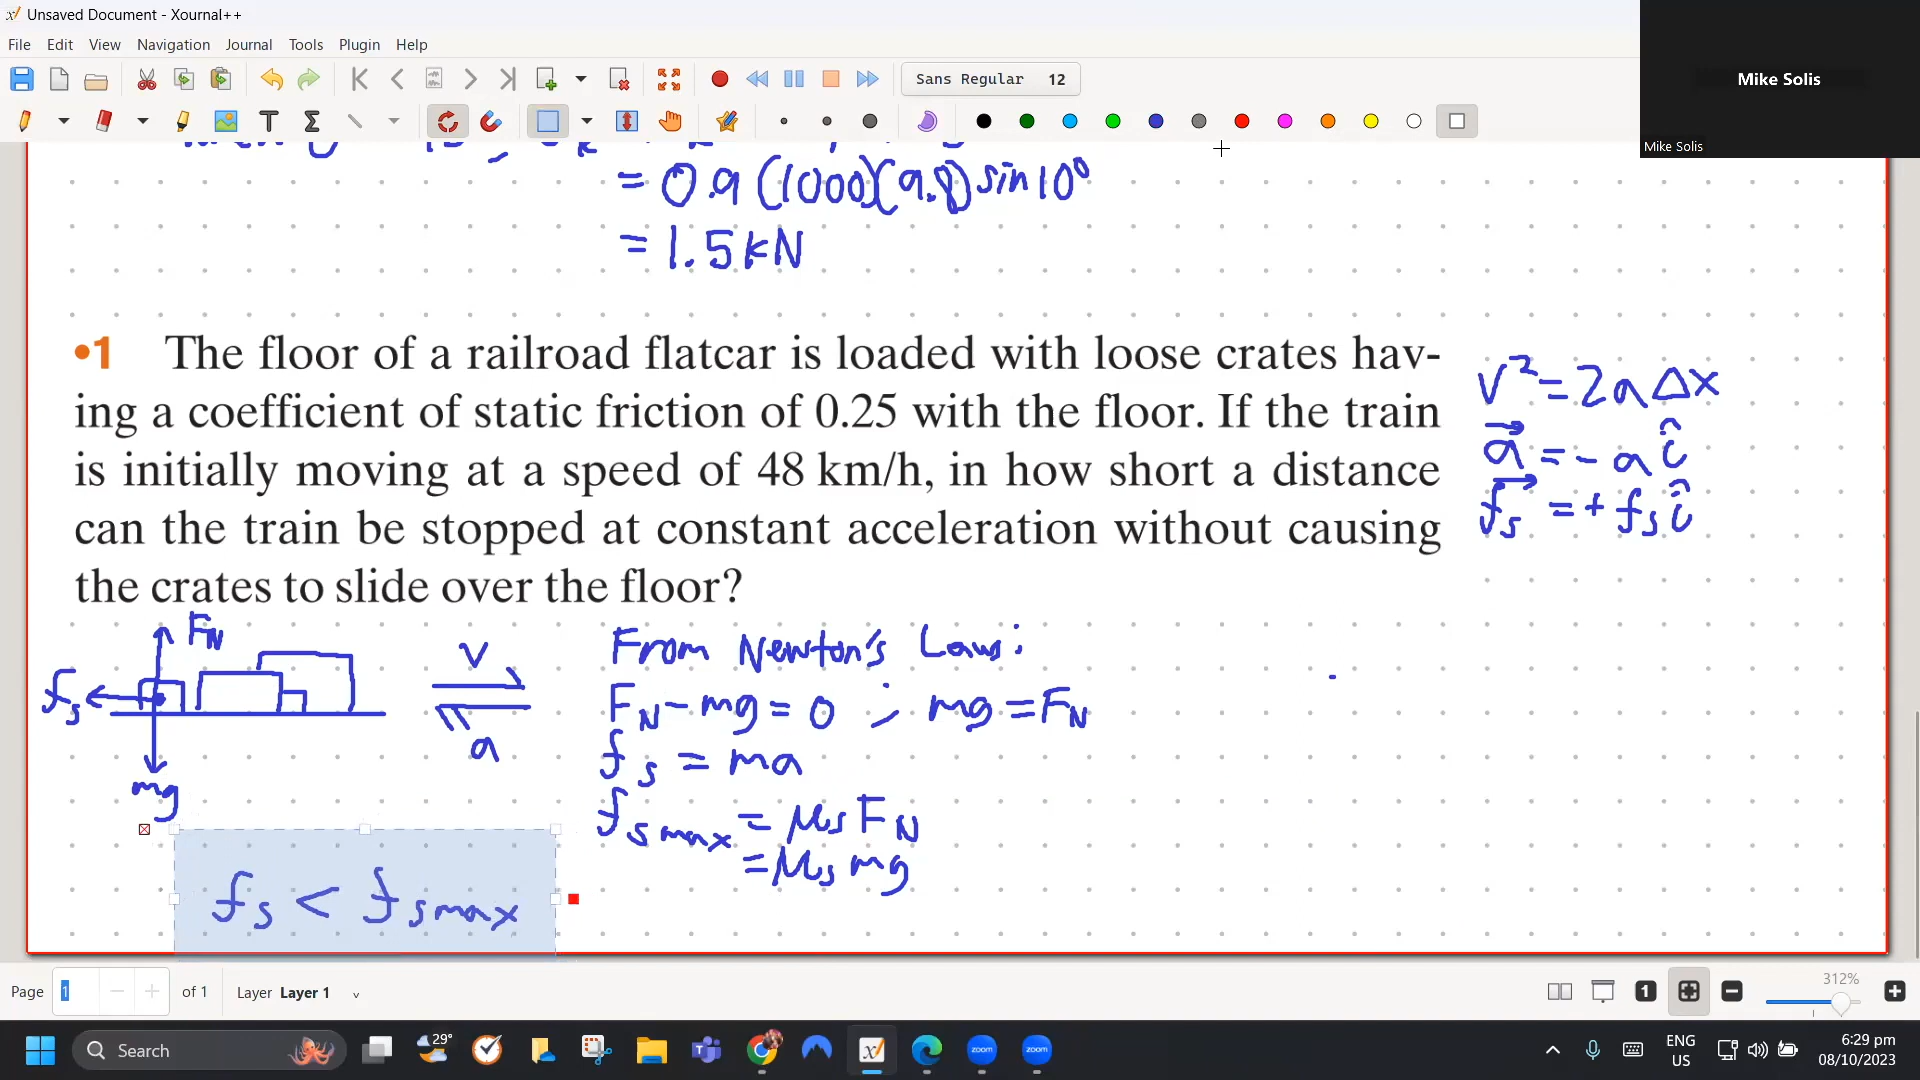 Unsaved Document - Xournal++
File Edit View Navigation Journal Tools Plugin Help
Sans Regular 12
Mike Solis
Mike Solis
= 0.9 (1000)(9.8) sin 10⁰
= 1.5 kN
•1 The floor of a railroad flatcar is loaded with loose crates hav-
ing a coefficient of static friction of 0.25 with the floor. If the train
is initially moving at a speed of 48 km/h, in how short a distance
can the train be stopped at constant acceleration without causing
the crates to slide over the floor?
v² = 2a Δx
a⃗ = - a î
f⃗s = + fs î
FN
fs
mg
v
a
From Newton's Laws:
FN - mg = 0 ; mg = FN
fs = ma
fs max = μs FN
= μs mg
fs < fs max
Page 1 of 1 Layer Layer 1
1
312%
Search
29°
zoom
zoom
ENG
US
6:29 pm
08/10/2023